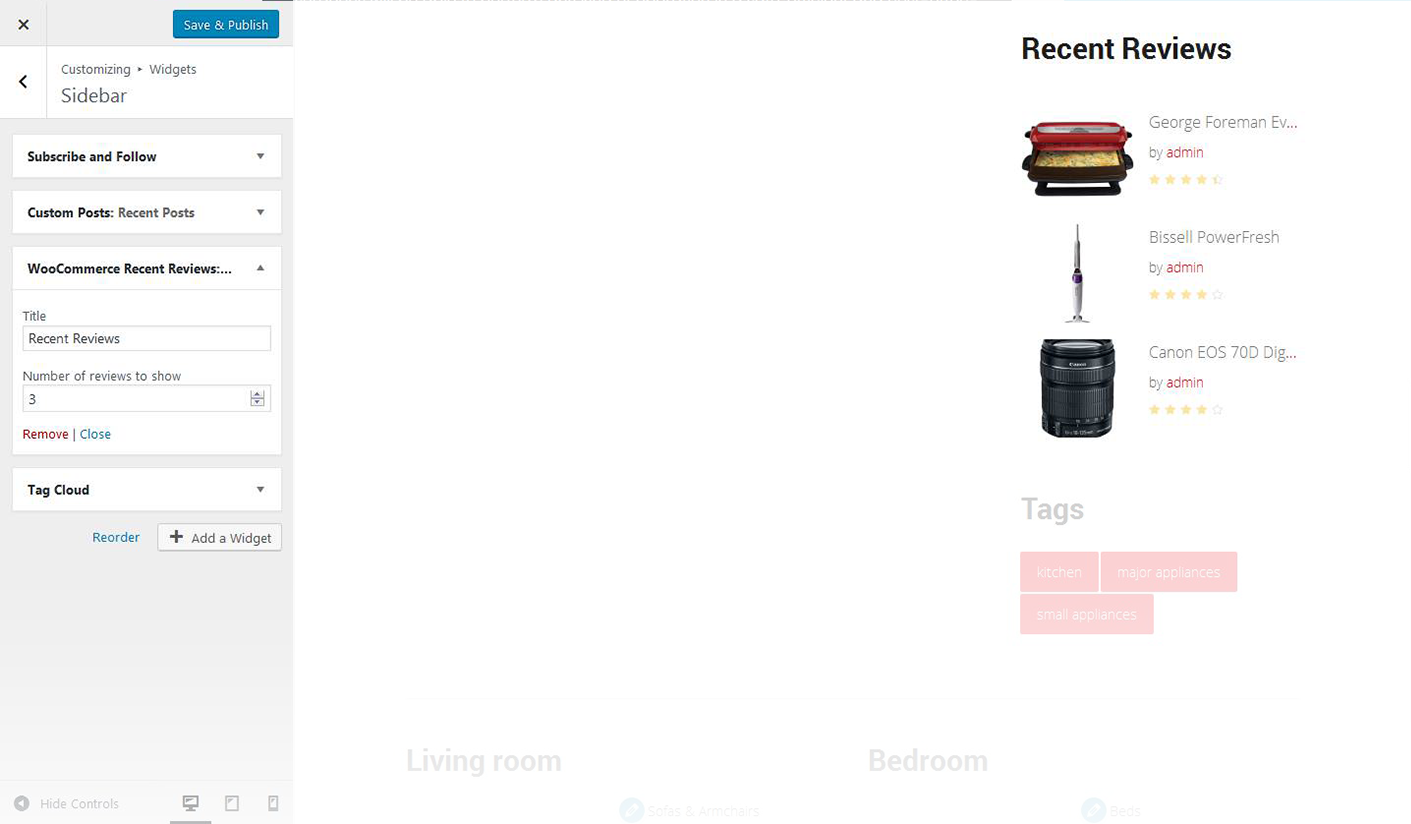 Save & Publish
Customizing ▸ Widgets
Sidebar
Subscribe and Follow
Custom Posts: Recent Posts
WooCommerce Recent Reviews:...
Title
Recent Reviews
Number of reviews to show
3
Remove | Close
Tag Cloud
Reorder
Add a Widget
Hide Controls
Recent Reviews
George Foreman Ev...
by admin
Bissell PowerFresh
by admin
Canon EOS 70D Dig...
by admin
Canon
Tags
kitchen
major appliances
small appliances
Living room
Bedroom
Sofas & Armchairs
Beds